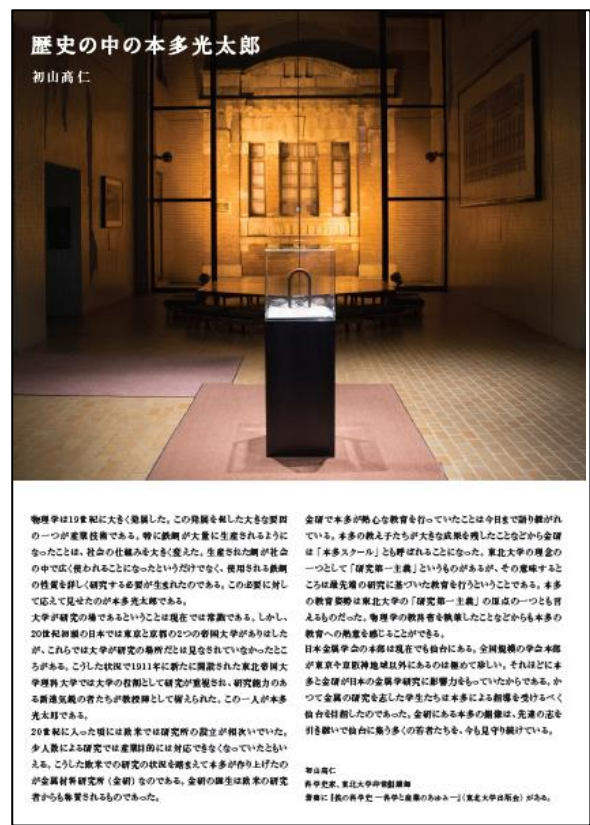 歴史の中の本多光太郎
初山高仁
物理学は19世紀に大きく発展した。この発展を促した大きな要因
の一つが産業技術である。特に鉄鋼が大量に生産されるように
なったことは、社会の仕組みを大きく変えた。生産された鋼が社会
の中で広く使われることになったというだけでなく、使用される鉄鋼
の性質を詳しく研究する必要が生まれたのである。この必要に対し
て応えて見せたのが本多光太郎である。
大学が研究の場であるということは現在では常識である。しかし、
20世紀初頭の日本では東京と京都の2つの帝国大学がありはした
が、これらでは大学が研究の場所だとは見なされていなかったとこ
ろがある。こうした状況で1911年に新たに開設された東北帝国大
学理科大学では大学の役割として研究が重視され、研究能力のあ
る新進気鋭の者たちが教授陣として揃えられた。この一人が本多
光太郎である。
20世紀に入った頃には欧米では研究所の設立が相次いでいた。
少人数による研究では産業目的には対応できなくなっていたともい
える。こうした欧米での研究の状況を踏まえて本多が作り上げたの
が金属材料研究所（金研）なのである。金研の誕生は欧米の研究
者からも称賛されるものであった。
金研で本多が熱心な教育を行っていたことは今日まで語り継がれ
ている。本多の教え子たちが大きな成果を残したことなどから金研
は「本多スクール」とも呼ばれることになった。東北大学の理念の
一つとして「研究第一主義」というものがあるが、その意味すると
ころは最先端の研究に基づいた教育を行うということである。本多
の教育姿勢は東北大学の「研究第一主義」の原点の一つとも言
えるものだった。物理学の教科書を執筆したことなどからも本多の
教育への熱意を感じることができる。
日本金属学会の本部は現在でも仙台にある。全国規模の学会本部
が東京や京阪神地域以外にあるのは極めて珍しい。それほどに本
多と金研が日本の金属学研究に影響力をもっていたからである。か
つて金属の研究を志した学生たちは本多による指導を受けるべく
仙台を目指したのであった。金研にある本多の銅像は、先達の志を
引き継いで仙台に集う多くの若者たちを、今も見守り続けている。
初山高仁
科学史家、東北大学非常勤講師
著書に『鉄の科学史 ―科学と産業のあゆみ―』（東北大学出版会）がある。